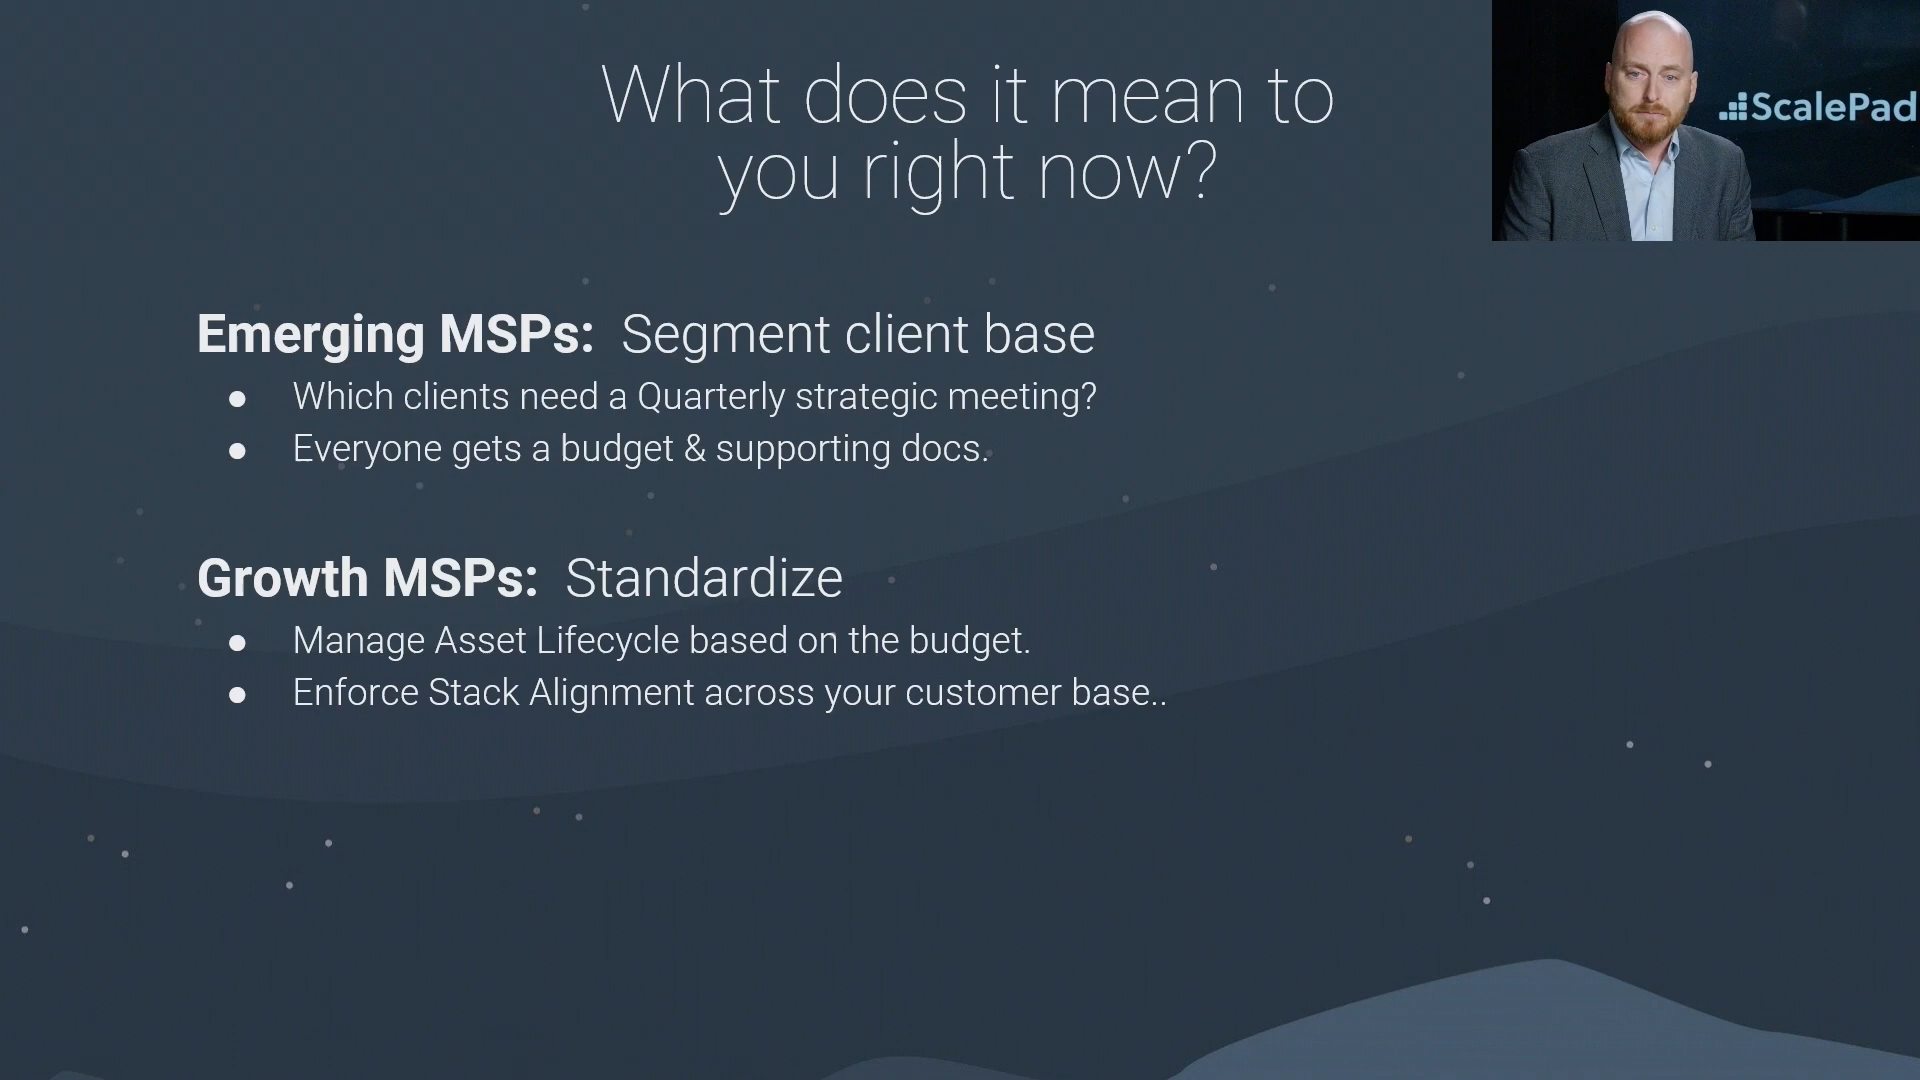 What does it mean to
you right now?
ScalePad
Emerging MSPs: Segment client base
● Which clients need a Quarterly strategic meeting?
● Everyone gets a budget & supporting docs.
Growth MSPs: Standardize
● Manage Asset Lifecycle based on the budget.
● Enforce Stack Alignment across your customer base..